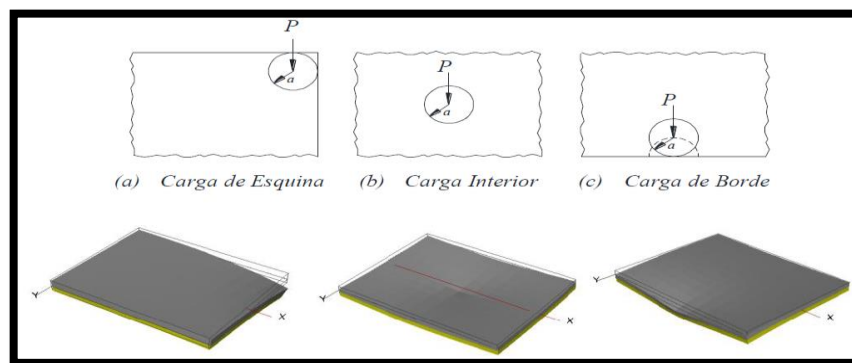 P
P
a
a
P
a
(a) Carga de Esquina
(b) Carga Interior
(c) Carga de Borde
Y
X
Y
X
Y
X